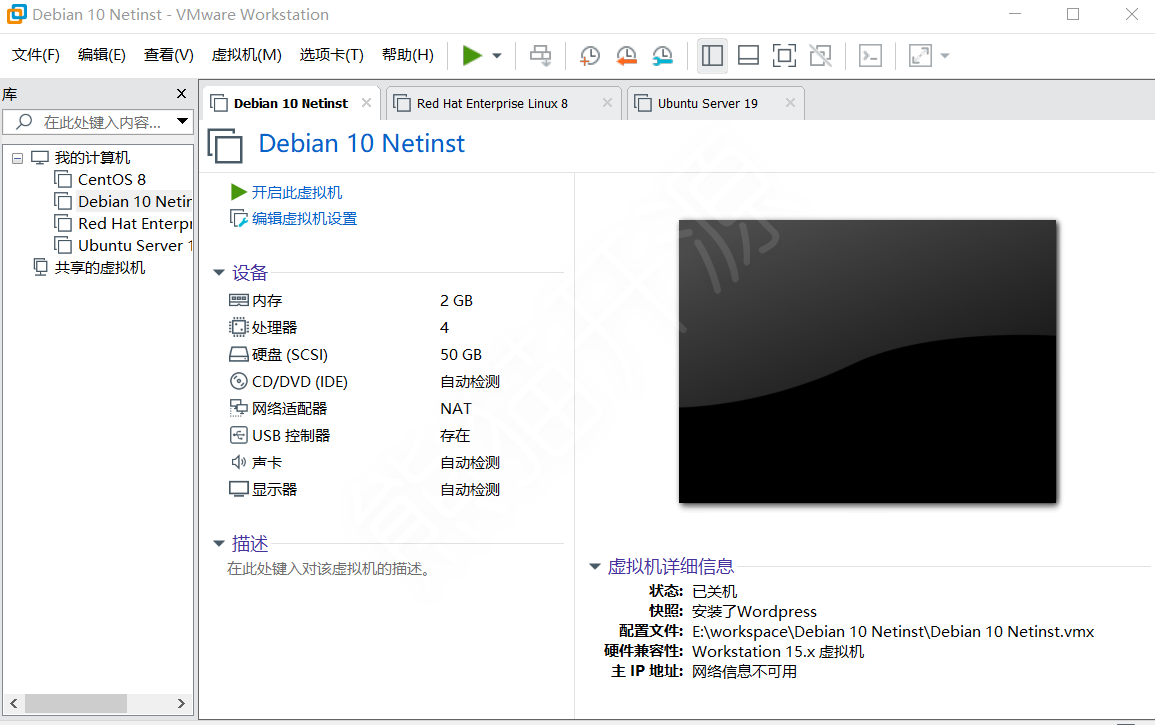 Debian 10 Netinst - VMware Workstation
文件(F) 编辑(E) 查看(V) 虚拟机(M) 选项卡(T) 帮助(H)
库
在此处键入内容...
我的计算机
CentOS 8
Debian 10 Netin
Red Hat Enterpr
Ubuntu Server 1
共享的虚拟机
Debian 10 Netinst Red Hat Enterprise Linux 8 Ubuntu Server 19
Debian 10 Netinst
开启此虚拟机
编辑虚拟机设置
设备
内存 2 GB
处理器 4
硬盘 (SCSI) 50 GB
CD/DVD (IDE) 自动检测
网络适配器 NAT
USB 控制器 存在
声卡 自动检测
显示器 自动检测
描述
在此处键入对该虚拟机的描述。
虚拟机详细信息
状态: 已关机
快照: 安装了Wordpress
配置文件: E:\workspace\Debian 10 Netinst\Debian 10 Netinst.vmx
硬件兼容性: Workstation 15.x 虚拟机
主 IP 地址: 网络信息不可用